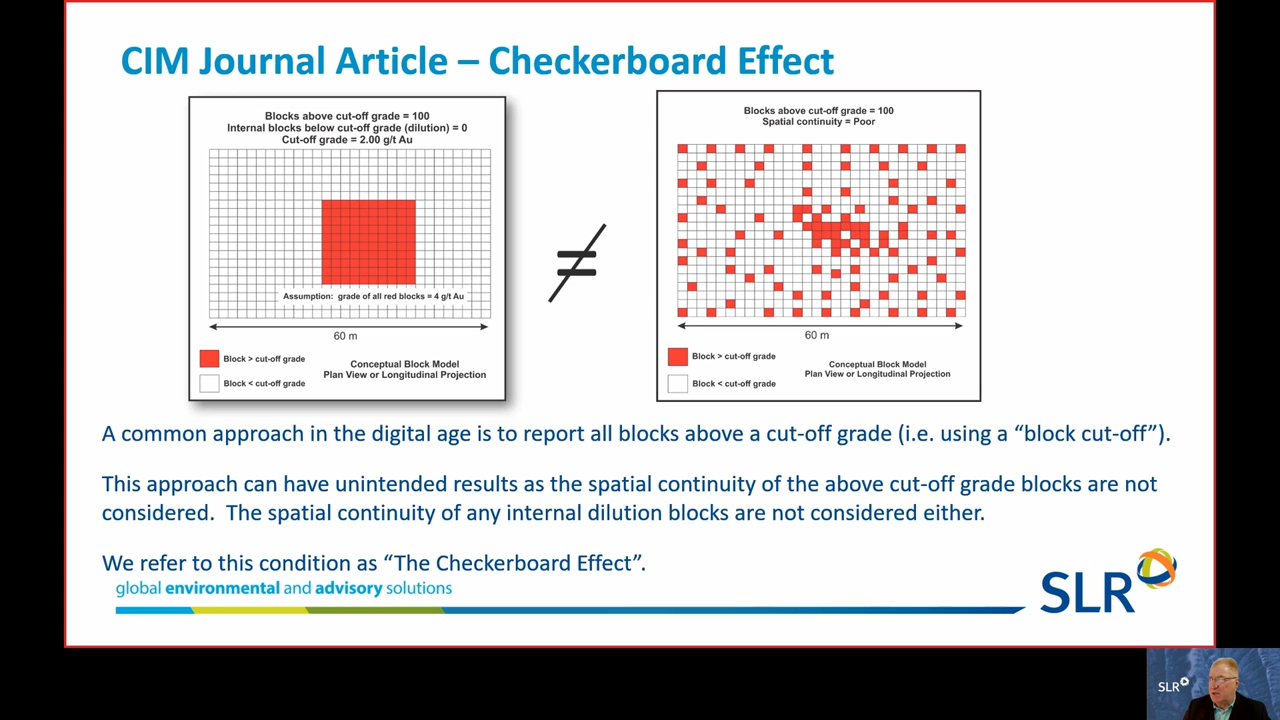 CIM Journal Article – Checkerboard Effect
Blocks above cut-off grade = 100
Internal blocks below cut-off grade (dilution) = 0
Cut-off grade = 2.00 g/t Au
Assumption: grade of all red blocks = 4 g/t Au
60 m
Block > cut-off grade
Block < cut-off grade
Conceptual Block Model
Plan View or Longitudinal Projection
≠
Blocks above cut-off grade = 100
Spatial continuity = Poor
60 m
Block > cut-off grade
Block < cut-off grade
Conceptual Block Model
Plan View or Longitudinal Projection
A common approach in the digital age is to report all blocks above a cut-off grade (i.e. using a “block cut-off”).
This approach can have unintended results as the spatial continuity of the above cut-off grade blocks are not
considered. The spatial continuity of any internal dilution blocks are not considered either.
We refer to this condition as “The Checkerboard Effect”.
global environmental and advisory solutions
SLR
SLR